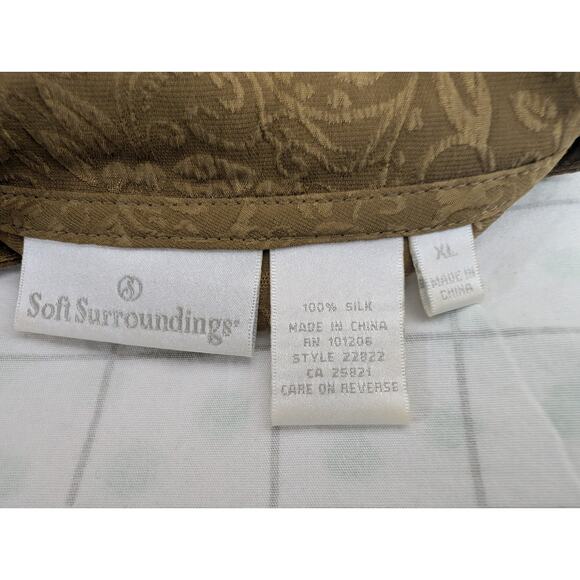 Soft Surroundings
100% SILK
MADE IN CHINA
RN 101206
STYLE 22822
CA 25821
CARE ON REVERSE
XL
MADE IN
CHINA